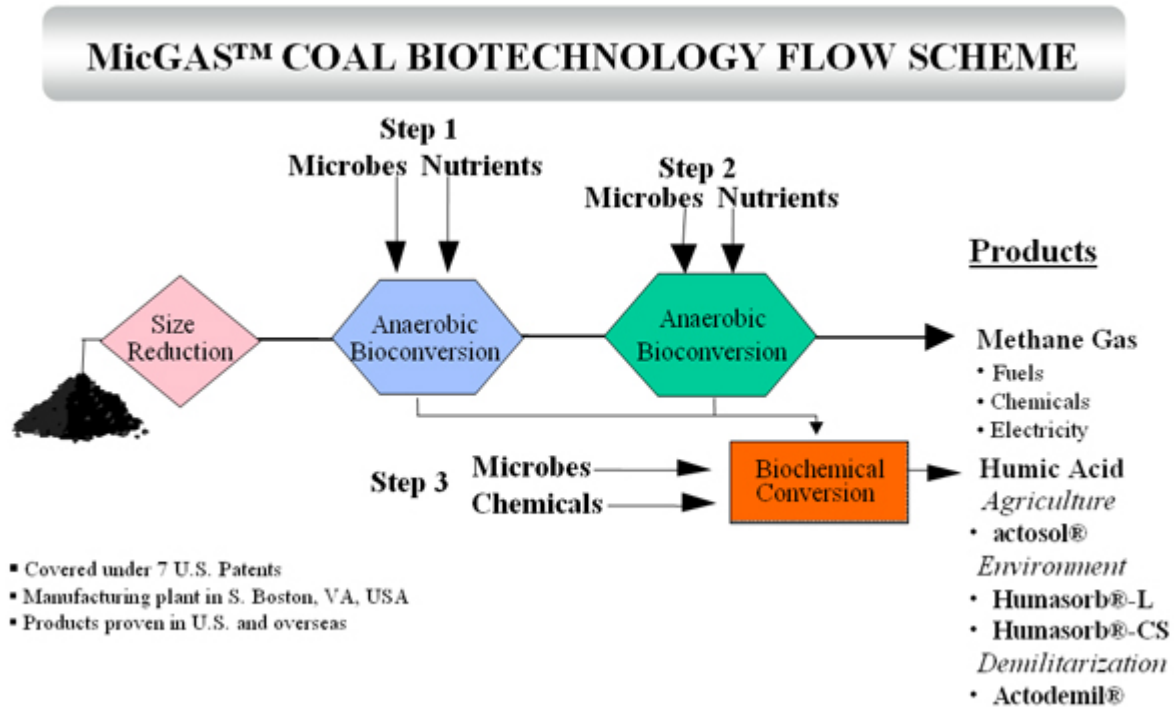 MicGAS™ COAL BIOTECHNOLOGY FLOW SCHEME
Step 1
Microbes Nutrients
Step 2
Microbes Nutrients
Products
Size
Reduction
Anaerobic
Bioconversion
Anaerobic
Bioconversion
Methane Gas
• Fuels
• Chemicals
• Electricity
Step 3
Microbes
Chemicals
Biochemical
Conversion
Humic Acid
Agriculture
• actosol®
Environment
• Humasorb®-L
• Humasorb®-CS
Demilitarization
• Actodemil®
▪ Covered under 7 U.S. Patents
▪ Manufacturing plant in S. Boston, VA, USA
▪ Products proven in U.S. and overseas